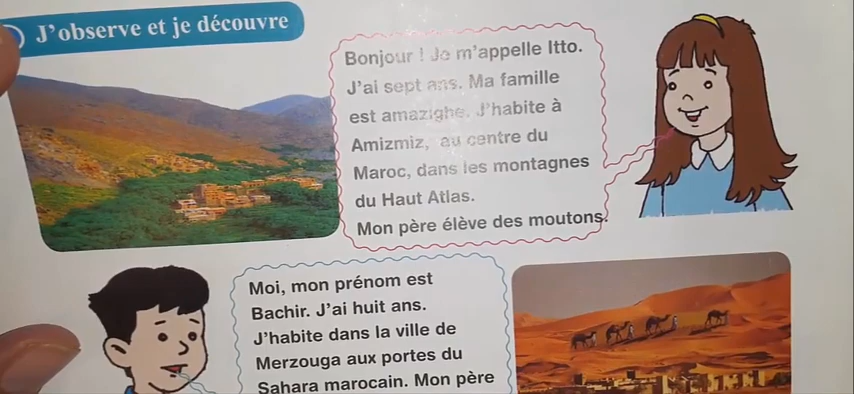 J'observe et je découvre
Bonjour ! Je m'appelle Itto.
J'ai sept ans. Ma famille
est amazighe. J'habite à
Amizmiz, au centre du
Maroc, dans les montagnes
du Haut Atlas.
Mon père élève des moutons.
Moi, mon prénom est
Bachir. J'ai huit ans.
J'habite dans la ville de
Merzouga aux portes du
Sahara marocain. Mon père